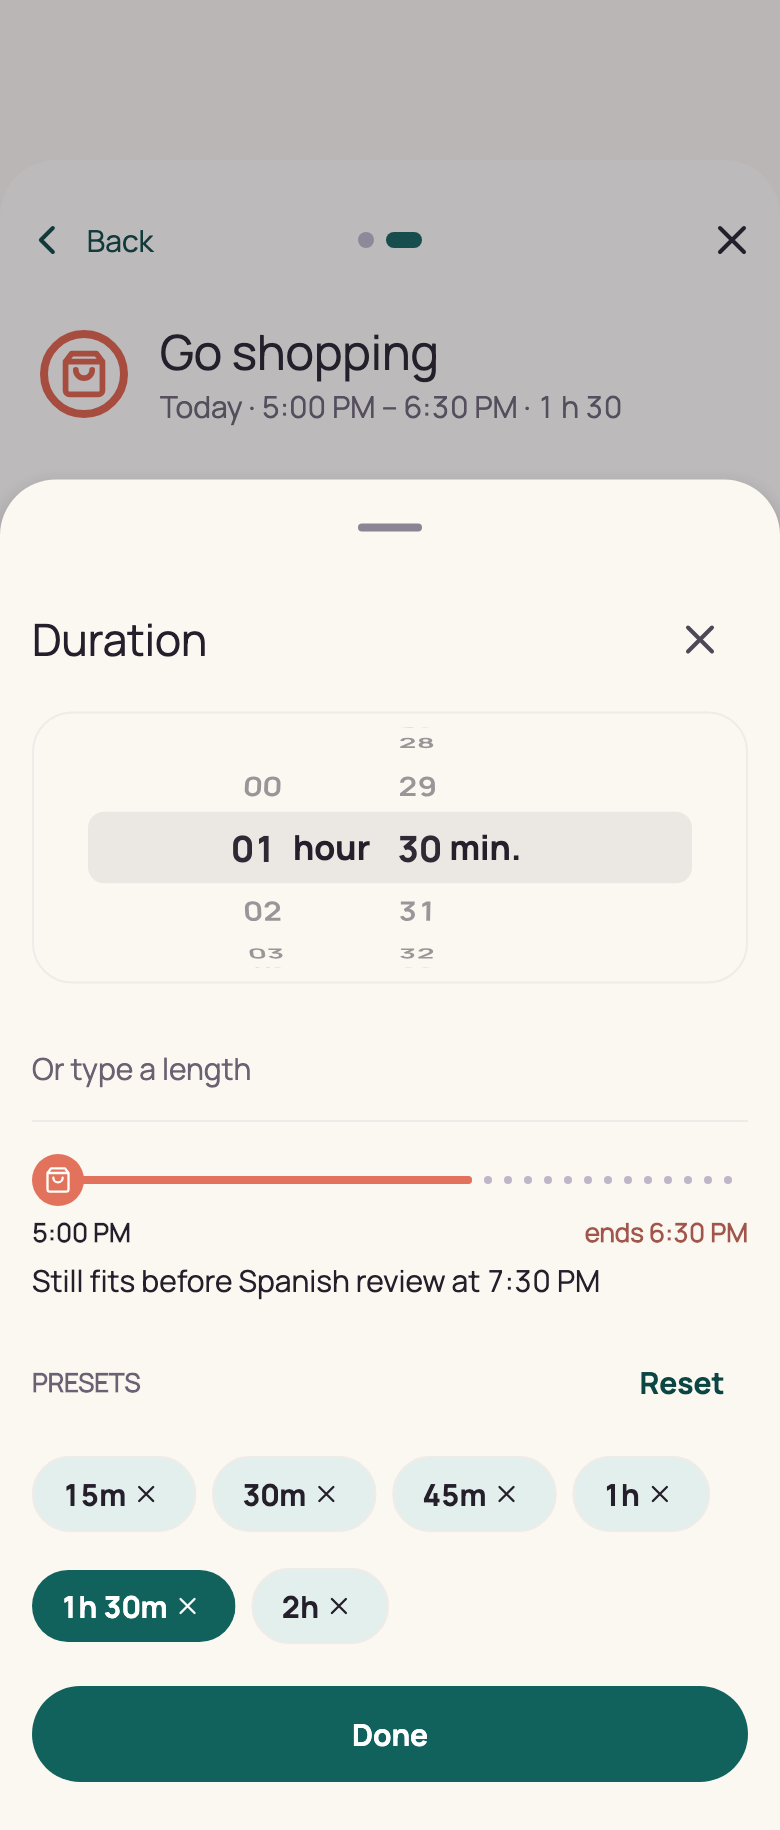 Back
Go shopping
Today · 5:00 PM – 6:30 PM · 1 h 30
Duration
28
00 29
01 hour 30 min.
02 31
03 32
Or type a length
5:00 PM ends 6:30 PM
Still fits before Spanish review at 7:30 PM
PRESETS Reset
15m 30m 45m 1h
1h 30m 2h
Done